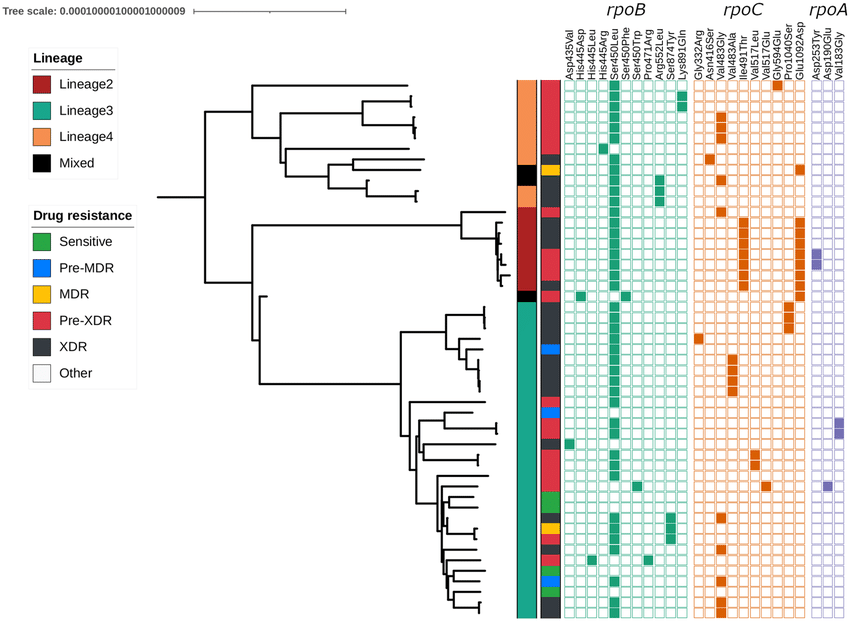 Tree scale: 0.00010000100001000009
rpoB rpoC rpoA
Asp435Val
His445Asp
His445Leu
His445Arg
Ser450Leu
Ser450Phe
Ser450Trp
Pro471Arg
Arg552Leu
Ser874Tyr
Lys891Gln
Gly332Arg
Asn416Ser
Val483Gly
Val483Ala
Ile491Thr
Val517Leu
Val517Glu
Gly594Glu
Pro1040Ser
Glu1092Asp
Asp253Tyr
Asp190Glu
Val183Gly
Lineage
Lineage2
Lineage3
Lineage4
Mixed
Drug resistance
Sensitive
Pre-MDR
MDR
Pre-XDR
XDR
Other